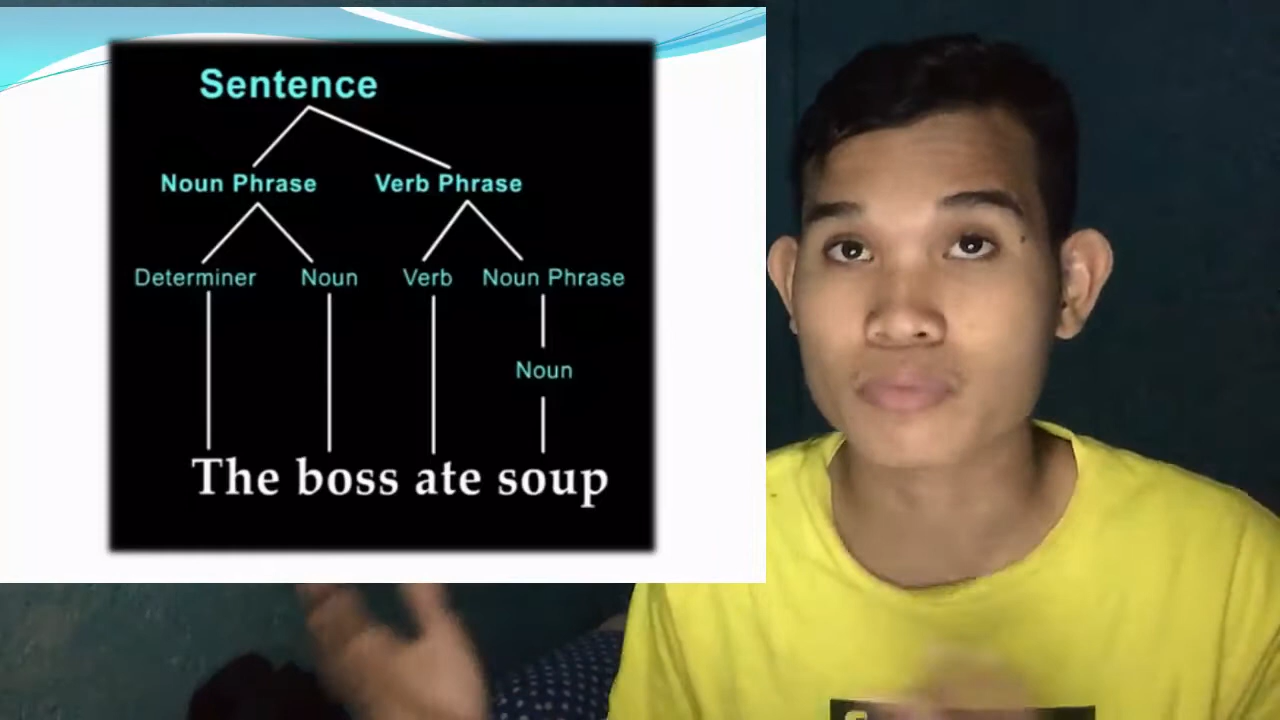 Sentence
Noun Phrase Verb Phrase
Determiner Noun Verb Noun Phrase
Noun
The boss ate soup